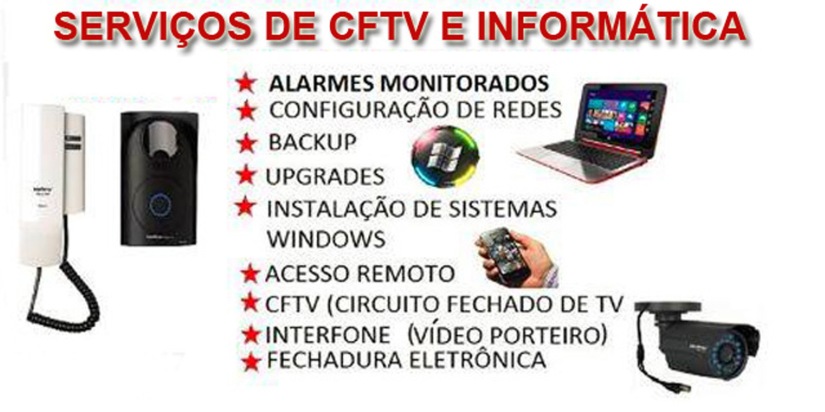 SERVIÇOS DE CFTV E INFORMÁTICA
ALARMES MONITORADOS
CONFIGURAÇÃO DE REDES
BACKUP
UPGRADES
INSTALAÇÃO DE SISTEMAS
WINDOWS
ACESSO REMOTO
CFTV (CIRCUITO FECHADO DE TV
INTERFONE (VÍDEO PORTEIRO)
FECHADURA ELETRÔNICA